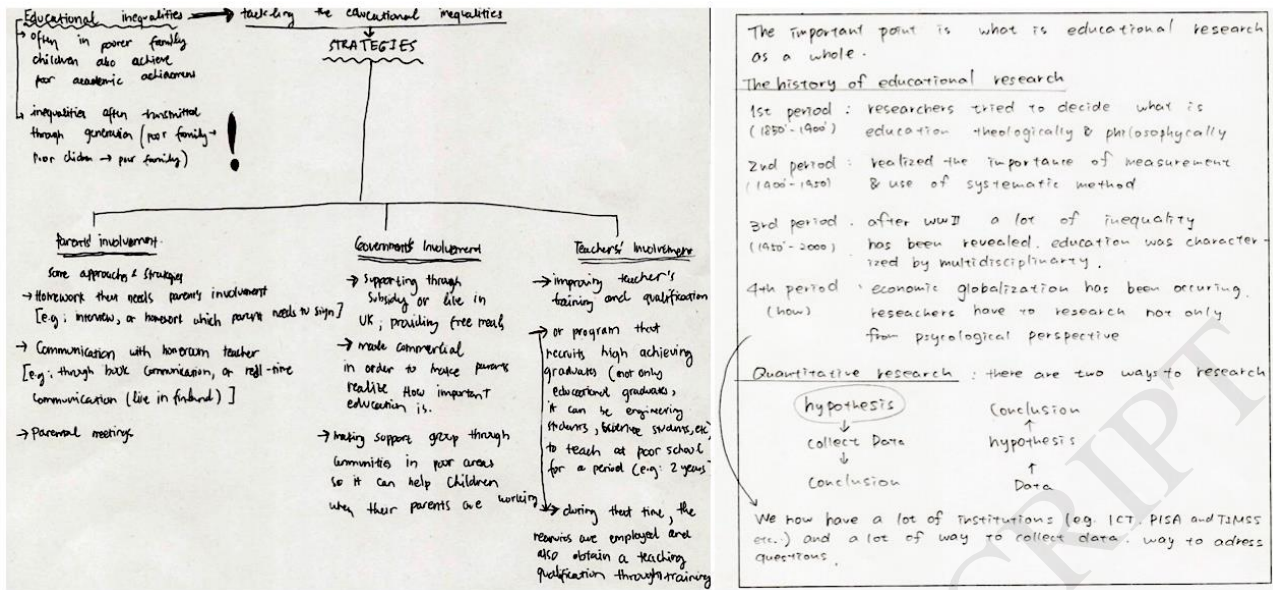 Educational inequalities → tackling the educational inequalities
STRATEGIES
→ often in poorer family
children also achieve
poor academic
→ inequalities often transmitted
through generation (poor family →
poor → poor family)
!
Parents' involvement
some & strategies
→ Homework then needs parent's involvement
[e.g: interview, or homework which parent needs to sign]
→ Communication with homeroom teacher
[e.g: through book communication, or real-time
communication (like in finland)]
→ Parental meetings
Government's Involvement
→ Supporting through
subsidy or like in
UK; providing free meals
→ made commercial
in order to make parents
realize How important
education is.
→ making support group through
communities in poor areas
so it can help children
when their parents are working
Teachers' Involvement
→ improving teacher's
training and qualification
→ or program that
recruits high achieving
graduates (not only
educational graduates,
it can be engineering
students, science students, etc)
to teach at poor school
for a period (e.g: 2 years
→ during that time, the
recruits are employed and
also obtain a teaching
qualification through training
The important point is what is educational research
as a whole.
The history of educational research
1st period : researchers tried to decide what is
(1850'-1900') education theologically & philosophycally
2nd period : realized the importance of measurement
(1900'-1950) & use of systematic method
3rd period . after WWII a lot of inequality
(1950'-2000) has been revealed. education was character-
ized by multidisciplinarty.
4th period : economic globalization has been occuring.
(how) reseachers have to research not only
from psycological perspective
Quantitative research : there are two ways to research
hypothesis
↓
collect Data
↓
Conclusion
Conclusion
↑
hypothesis
↑
Data
We now have a lot of institutions (eg. ICT. PISA and TIMSS
etc..) and a lot of way to collect data. way to adress
questions.
CRIPT